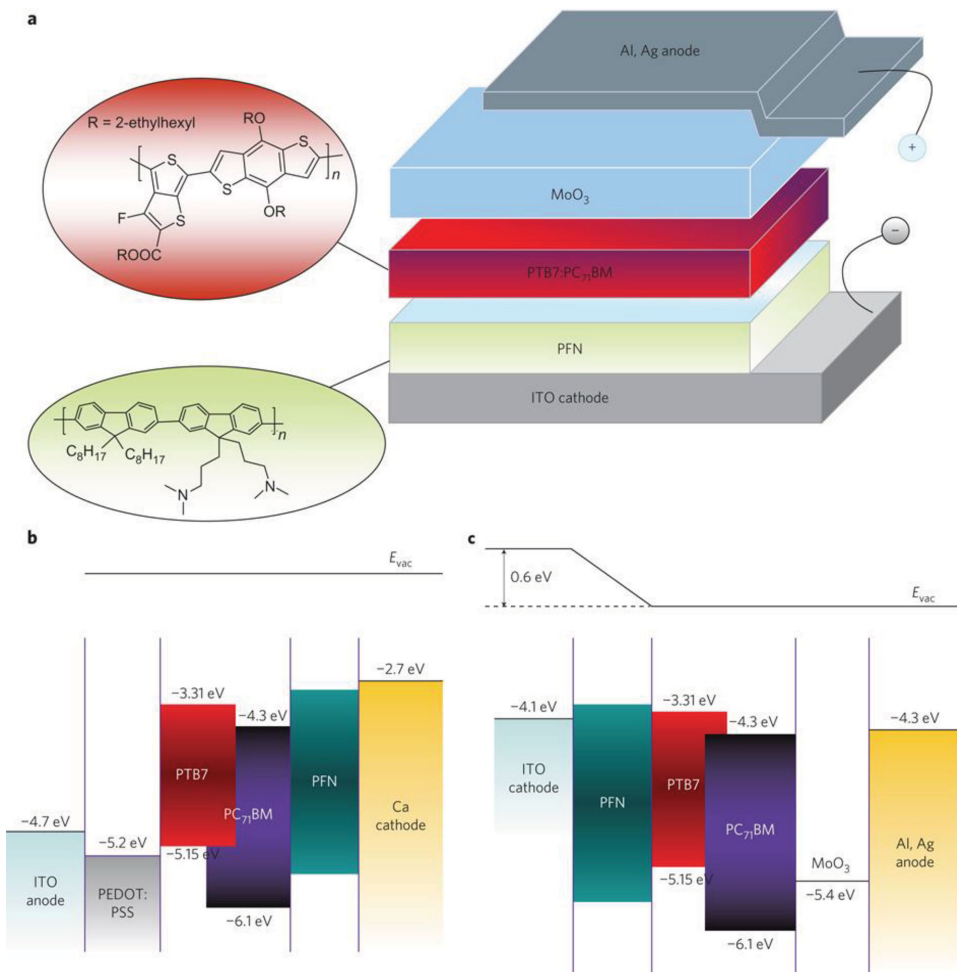 a
Al, Ag anode
+
MoO₃
−
PTB7:PC₇₁BM
PFN
ITO cathode
R = 2-ethylhexyl
RO
S
S
S
S
n
F
OR
ROOC
n
C₈H₁₇ C₈H₁₇
N
N
b
Evac
−2.7 eV
−3.31 eV
−4.3 eV
PTB7
PC₇₁BM
PFN
Ca
cathode
−4.7 eV
−5.2 eV
−5.15 eV
ITO
anode
PEDOT:
PSS
−6.1 eV
c
0.6 eV
Evac
−4.1 eV
−3.31 eV
−4.3 eV
−4.3 eV
ITO
cathode
PFN
PTB7
PC₇₁BM
Al, Ag
anode
MoO₃
−5.15 eV
−5.4 eV
−6.1 eV